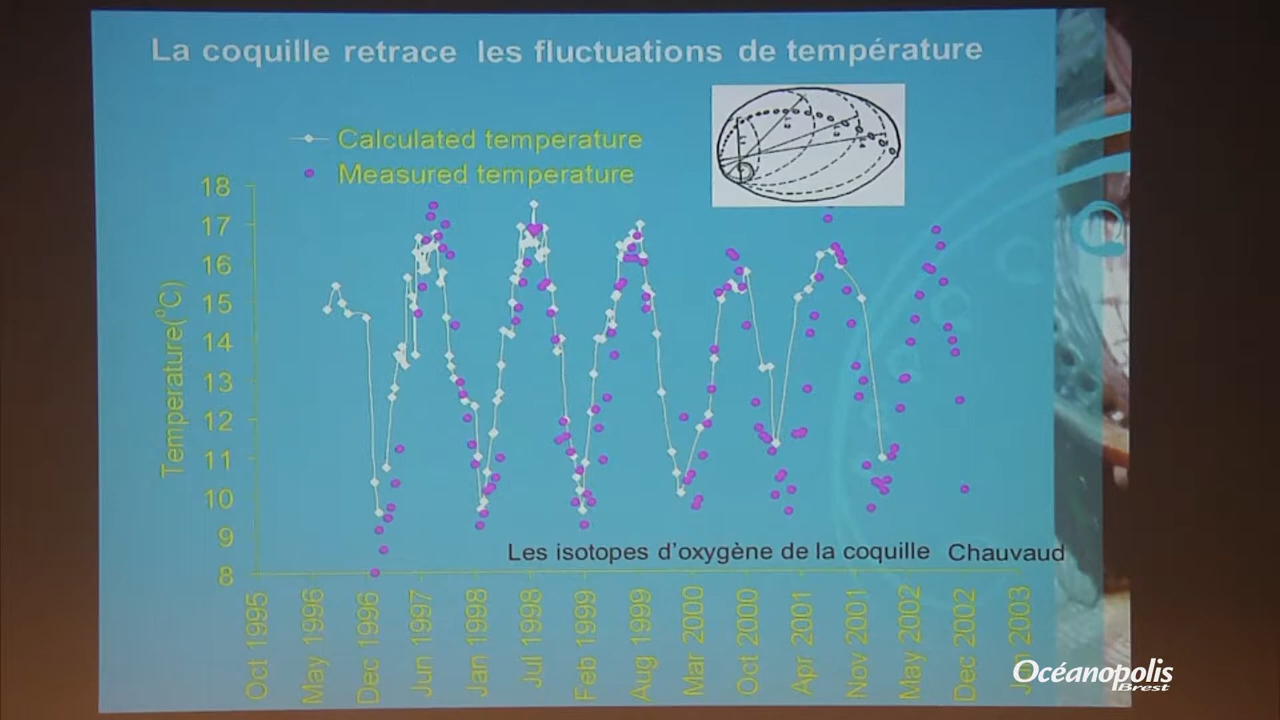 La coquille retrace les fluctuations de température
Calculated temperature
Measured temperature
Temperature(°C)
18
17
16
15
14
13
12
11
10
9
8
Les isotopes d'oxygène de la coquille Chauvaud
Oct 1995
May 1996
Dec 1996
Jun 1997
Jan 1998
Jul 1998
Feb 1999
Aug 1999
Mar 2000
Oct 2000
Apr 2001
Nov 2001
May 2002
Dec 2002
2003
Océanopolis
Brest